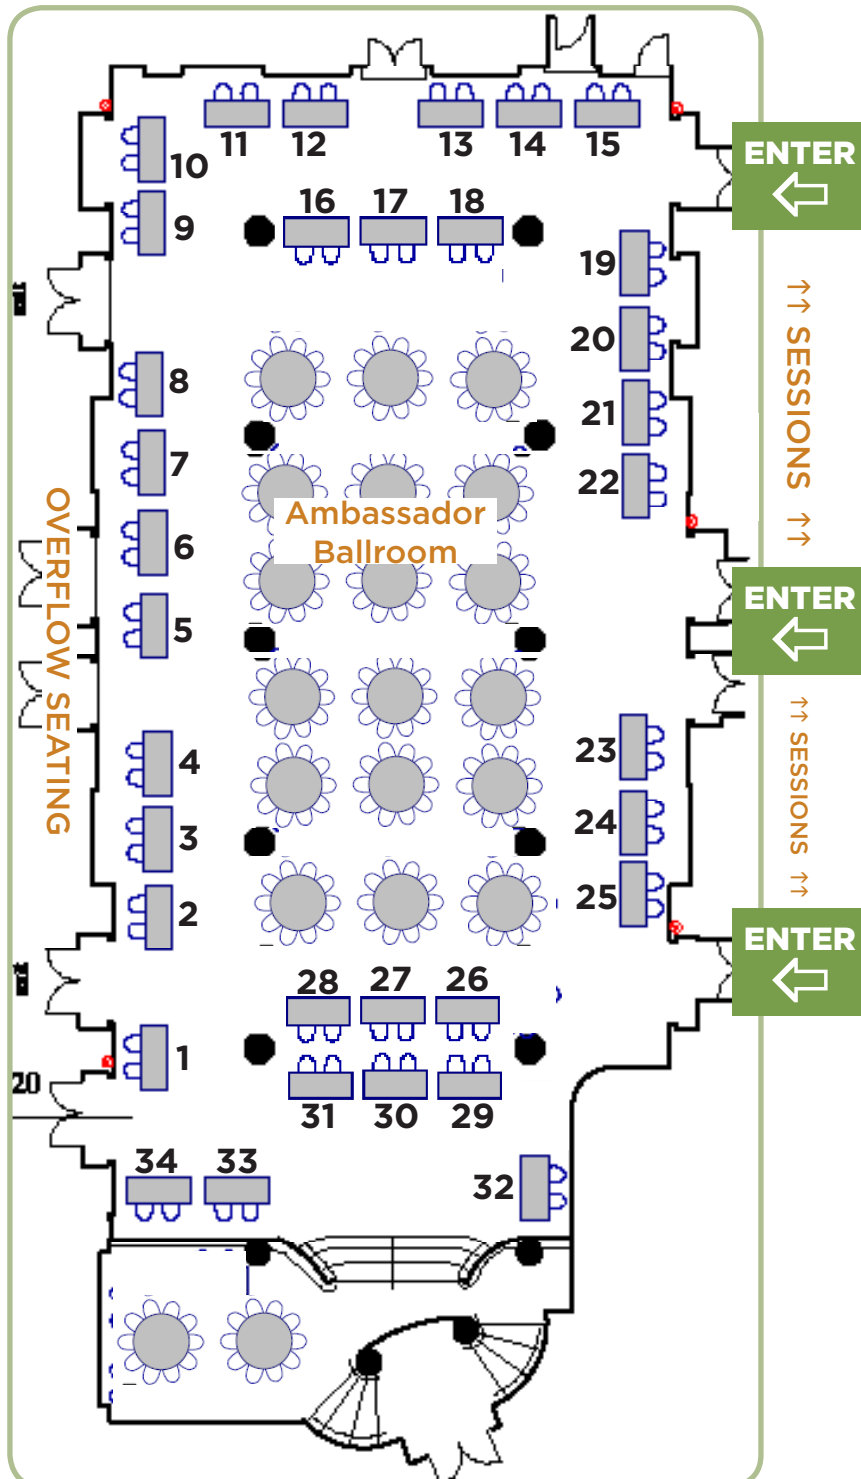 11 12 13 14 15
ENTER
10
16 17 18
9
19
↑↑ SESSIONS ↑↑
20
8
21
7
22
OVERFLOW SEATING
Ambassador
Ballroom
6
ENTER
5
↑↑ SESSIONS ↑↑
23
4
24
3
25
2
ENTER
28 27 26
1
20
31 30 29
34 33
32